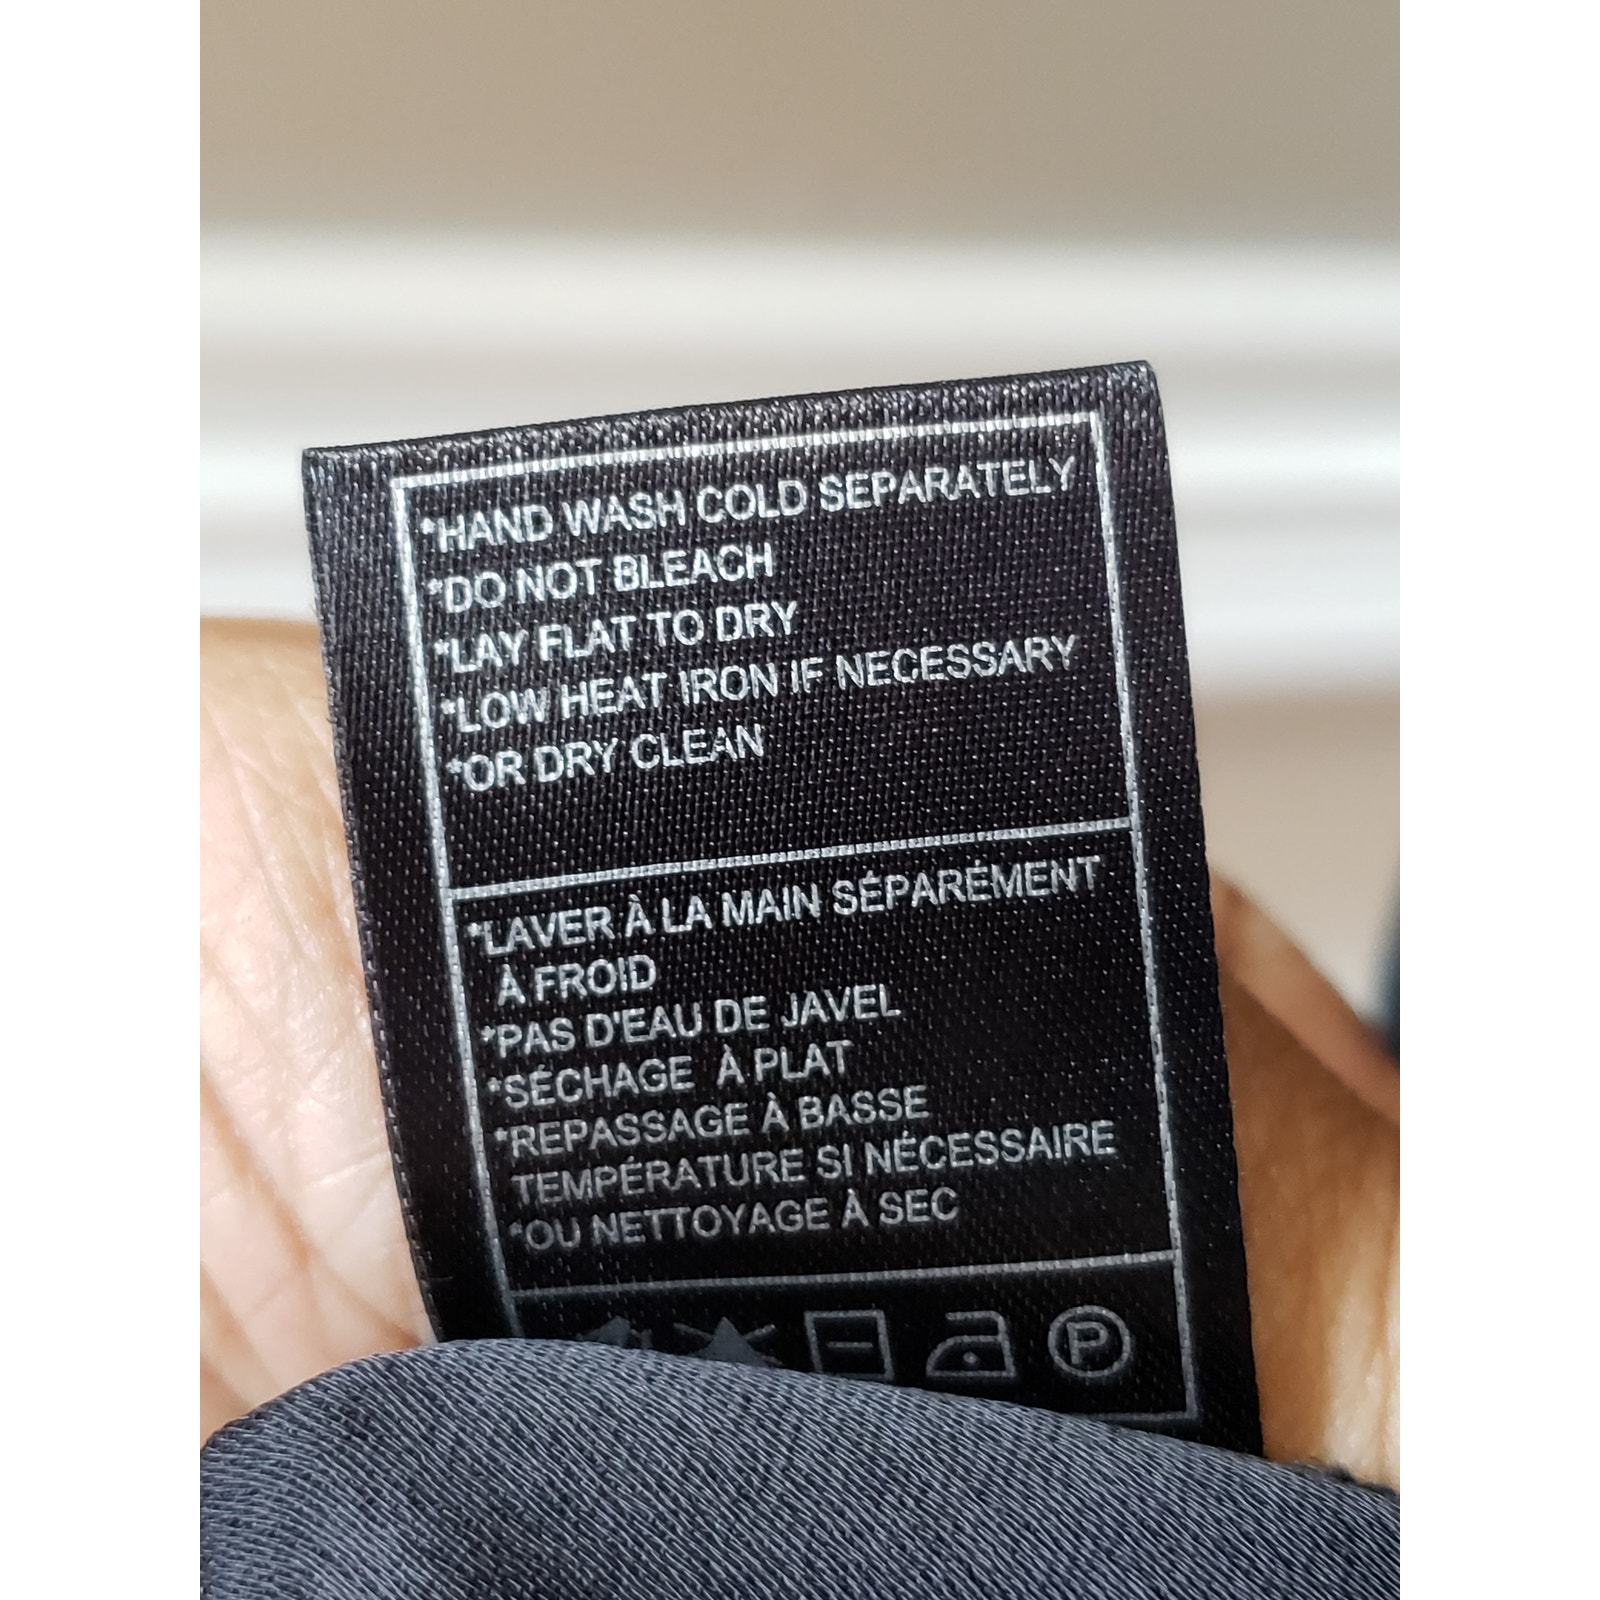 *HAND WASH COLD SEPARATELY
*DO NOT BLEACH
*LAY FLAT TO DRY
*LOW HEAT IRON IF NECESSARY
*OR DRY CLEAN
*LAVER À LA MAIN SÉPARÉMENT
À FROID
*PAS D'EAU DE JAVEL
*SÉCHAGE À PLAT
*REPASSAGE À BASSE
TEMPÉRATURE SI NÉCESSAIRE
*OU NETTOYAGE À SEC
P